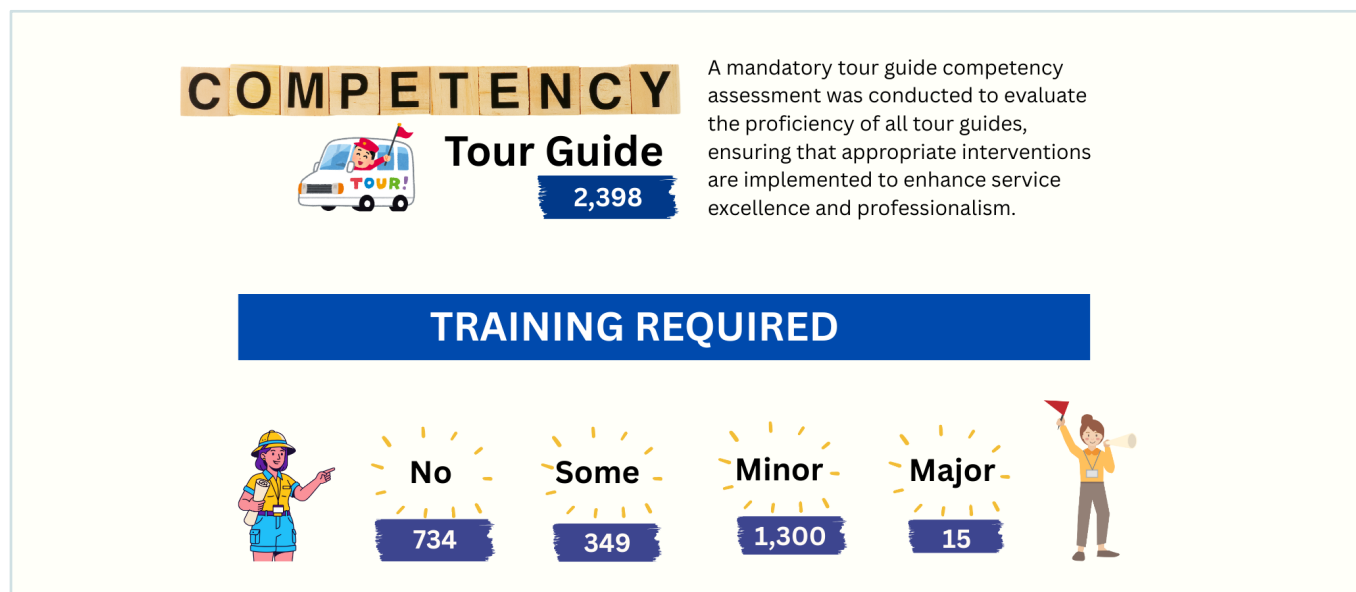 COMPETENCY
Tour Guide
TOUR!
2,398
A mandatory tour guide competency
assessment was conducted to evaluate
the proficiency of all tour guides,
ensuring that appropriate interventions
are implemented to enhance service
excellence and professionalism.
TRAINING REQUIRED
No
734
Some
349
Minor
1,300
Major
15